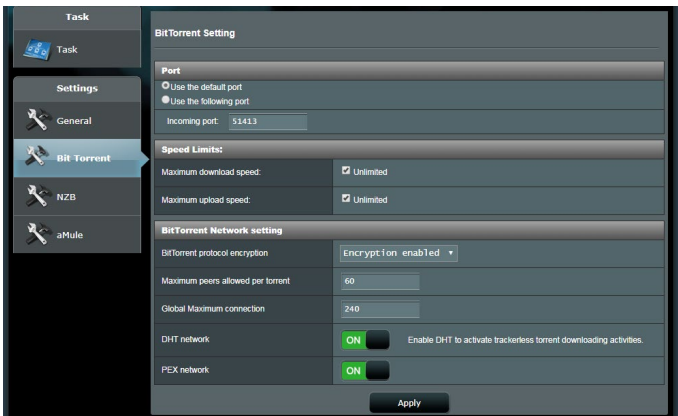 Task
Task
Settings
General
Bit Torrent
NZB
aMule
BitTorrent Setting
Port
Use the default port
Use the following port
Incoming port: 51413
Speed Limits:
Maximum download speed: Unlimited
Maximum upload speed: Unlimited
BitTorrent Network setting
BitTorrent protocol encryption Encryption enabled
Maximum peers allowed per torrent 60
Global Maximum connection 240
DHT network ON Enable DHT to activate trackerless torrent downloading activities.
PEX network ON
Apply